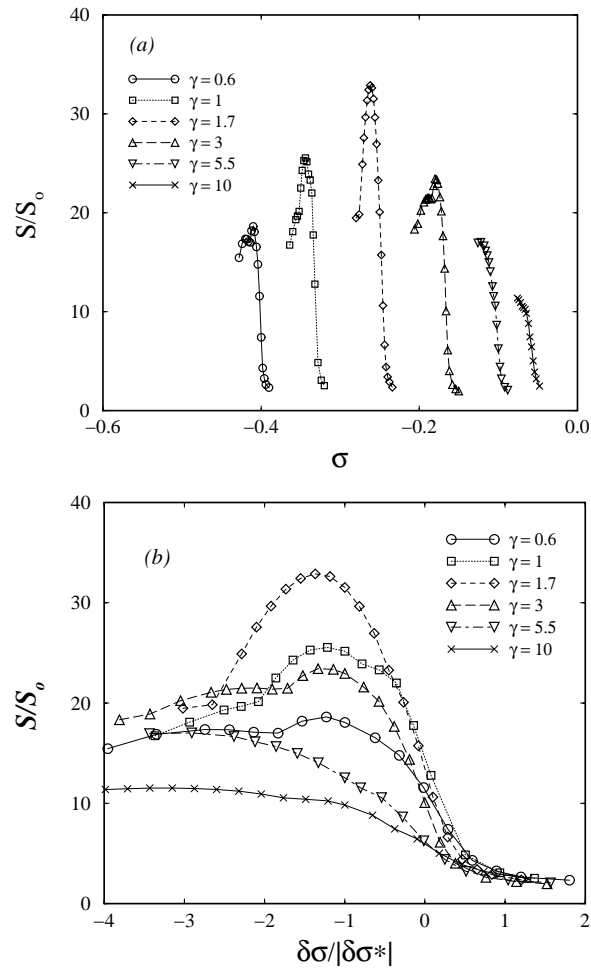 40
(a)
γ = 0.6
γ = 1
30
γ = 1.7
γ = 3
γ = 5.5
S/Sₒ
γ = 10
20
10
0
−0.6 −0.4 −0.2 0.0
σ
40
(b)
γ = 0.6
γ = 1
γ = 1.7
30
γ = 3
γ = 5.5
γ = 10
S/Sₒ
20
10
0
−4 −3 −2 −1 0 1 2
δσ/|δσ*|